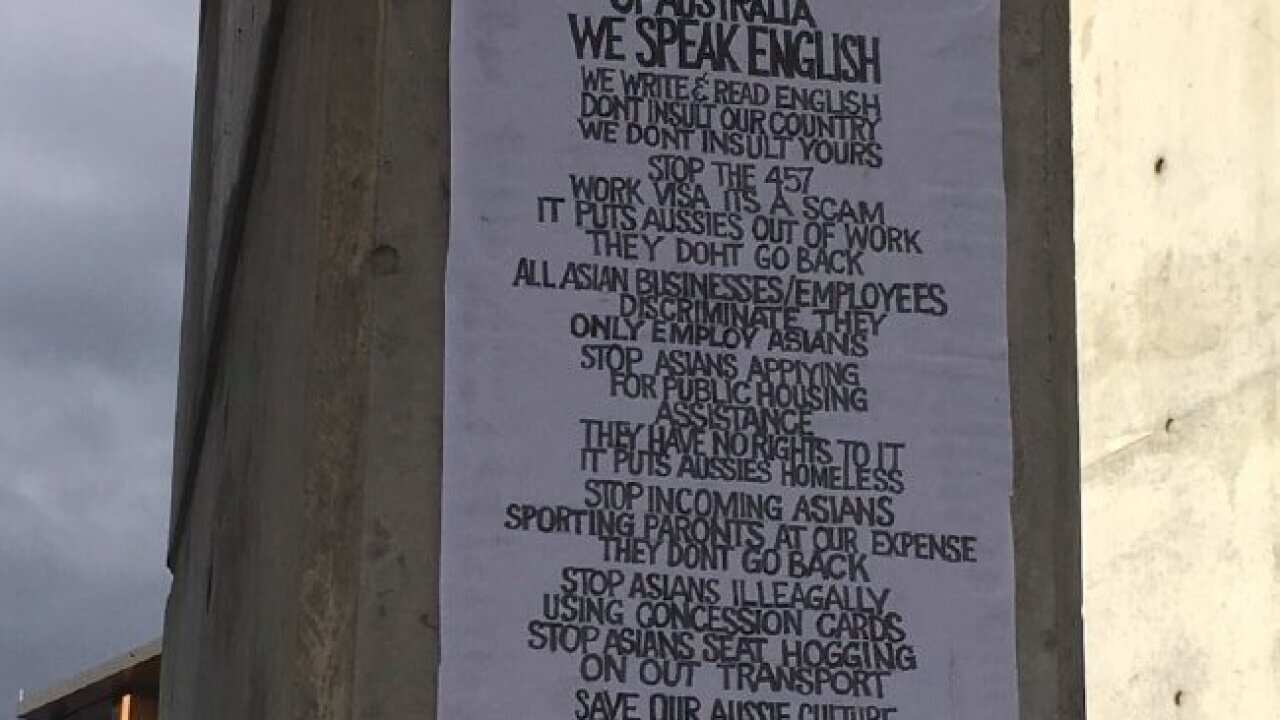 OF AUSTRALIA
WE SPEAK ENGLISH
WE WRITE & READ ENGLISH
DONT INSULT OUR COUNTRY
WE DONT INSULT YOURS
STOP THE 457
WORK VISA ITS A SCAM
IT PUTS AUSSIES OUT OF WORK
THEY DOHT GO BACK
ALL ASIAN BUSINESSES/EMPLOYEES
DISCRIMINATE THEY
ONLY EMPLOY ASIANS
STOP ASIANS APPLYING
FOR PUBLIC HOUSING
ASSISTANCE
THEY HAVE NO RIGHTS TO IT
IT PUTS AUSSIES HOMELESS
STOP INCOMING ASIANS
SPORTING PARONTS AT OUR EXPENSE
THEY DONT GO BACK
STOP ASIANS ILLEAGALLY
USING CONCESSION CARDS
STOP ASIANS SEAT HOGGING
ON OUT TRANSPORT
SAVE OUR AUSSIE CULTURE